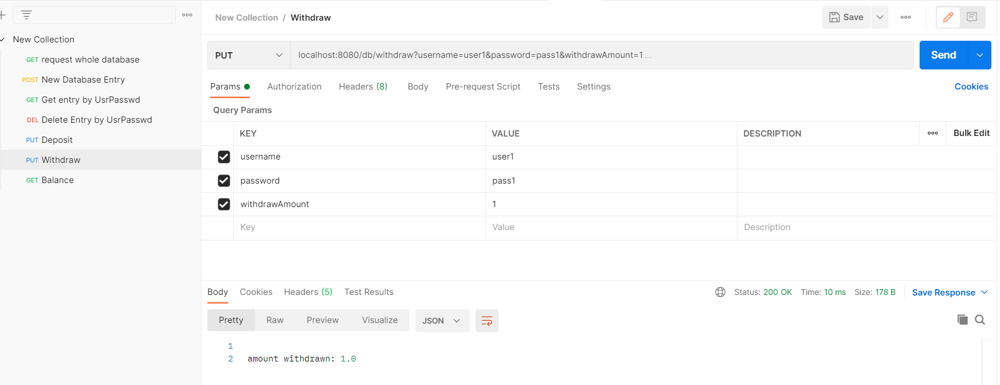 New Collection / Withdraw
Save
New Collection
GET request whole database
POST New Database Entry
GET Get entry by UsrPasswd
DEL Delete Entry by UsrPasswd
PUT Deposit
PUT Withdraw
GET Balance
PUT localhost:8080/db/withdraw?username=user1&password=pass1&withdrawAmount=1... Send
Params Authorization Headers (8) Body Pre-request Script Tests Settings Cookies
Query Params
KEY VALUE DESCRIPTION Bulk Edit
username user1
password pass1
withdrawAmount 1
Key Value Description
Body Cookies Headers (5) Test Results Status: 200 OK Time: 10 ms Size: 178 B Save Response
Pretty Raw Preview Visualize JSON
1
2 amount withdrawn: 1.0